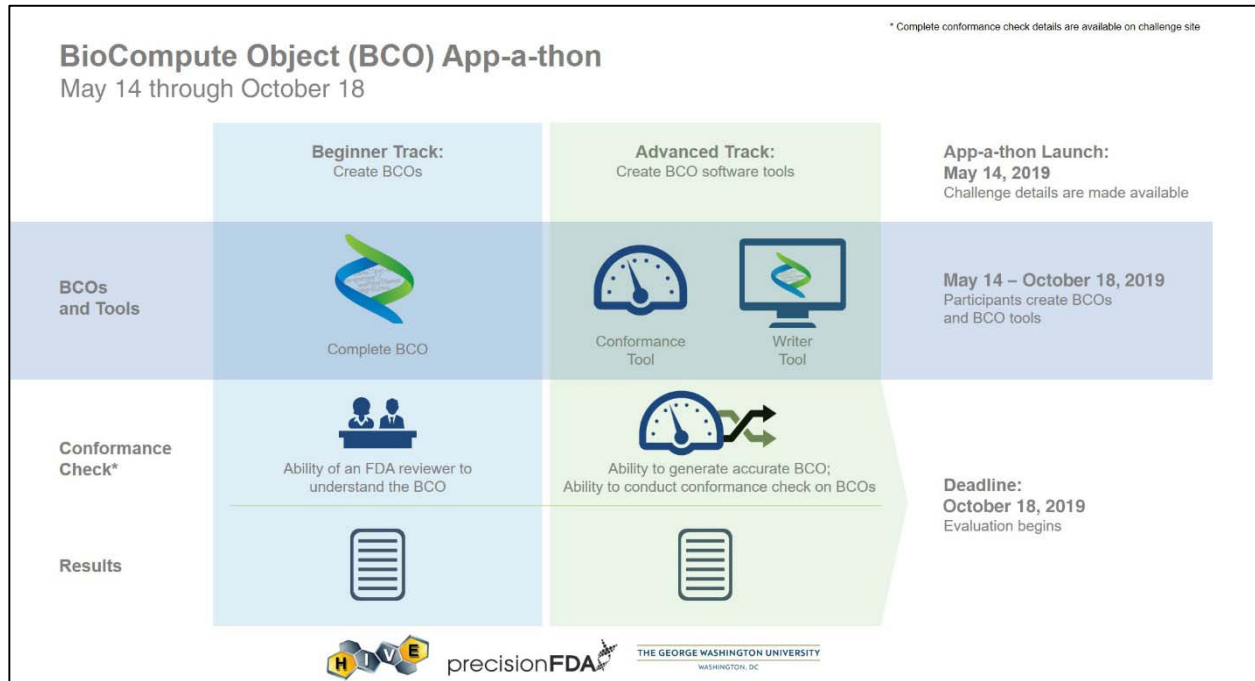 * Complete conformance check details are available on challenge site
BioCompute Object (BCO) App-a-thon
May 14 through October 18
Beginner Track:
Create BCOs
Advanced Track:
Create BCO software tools
App-a-thon Launch:
May 14, 2019
Challenge details are made available
BCOs
and Tools
Complete BCO
Conformance
Tool
Writer
Tool
May 14 – October 18, 2019
Participants create BCOs
and BCO tools
Conformance
Check*
Ability of an FDA reviewer to
understand the BCO
Ability to generate accurate BCO;
Ability to conduct conformance check on BCOs
Deadline:
October 18, 2019
Evaluation begins
Results
HIVE
precisionFDA
THE GEORGE WASHINGTON UNIVERSITY
WASHINGTON, DC